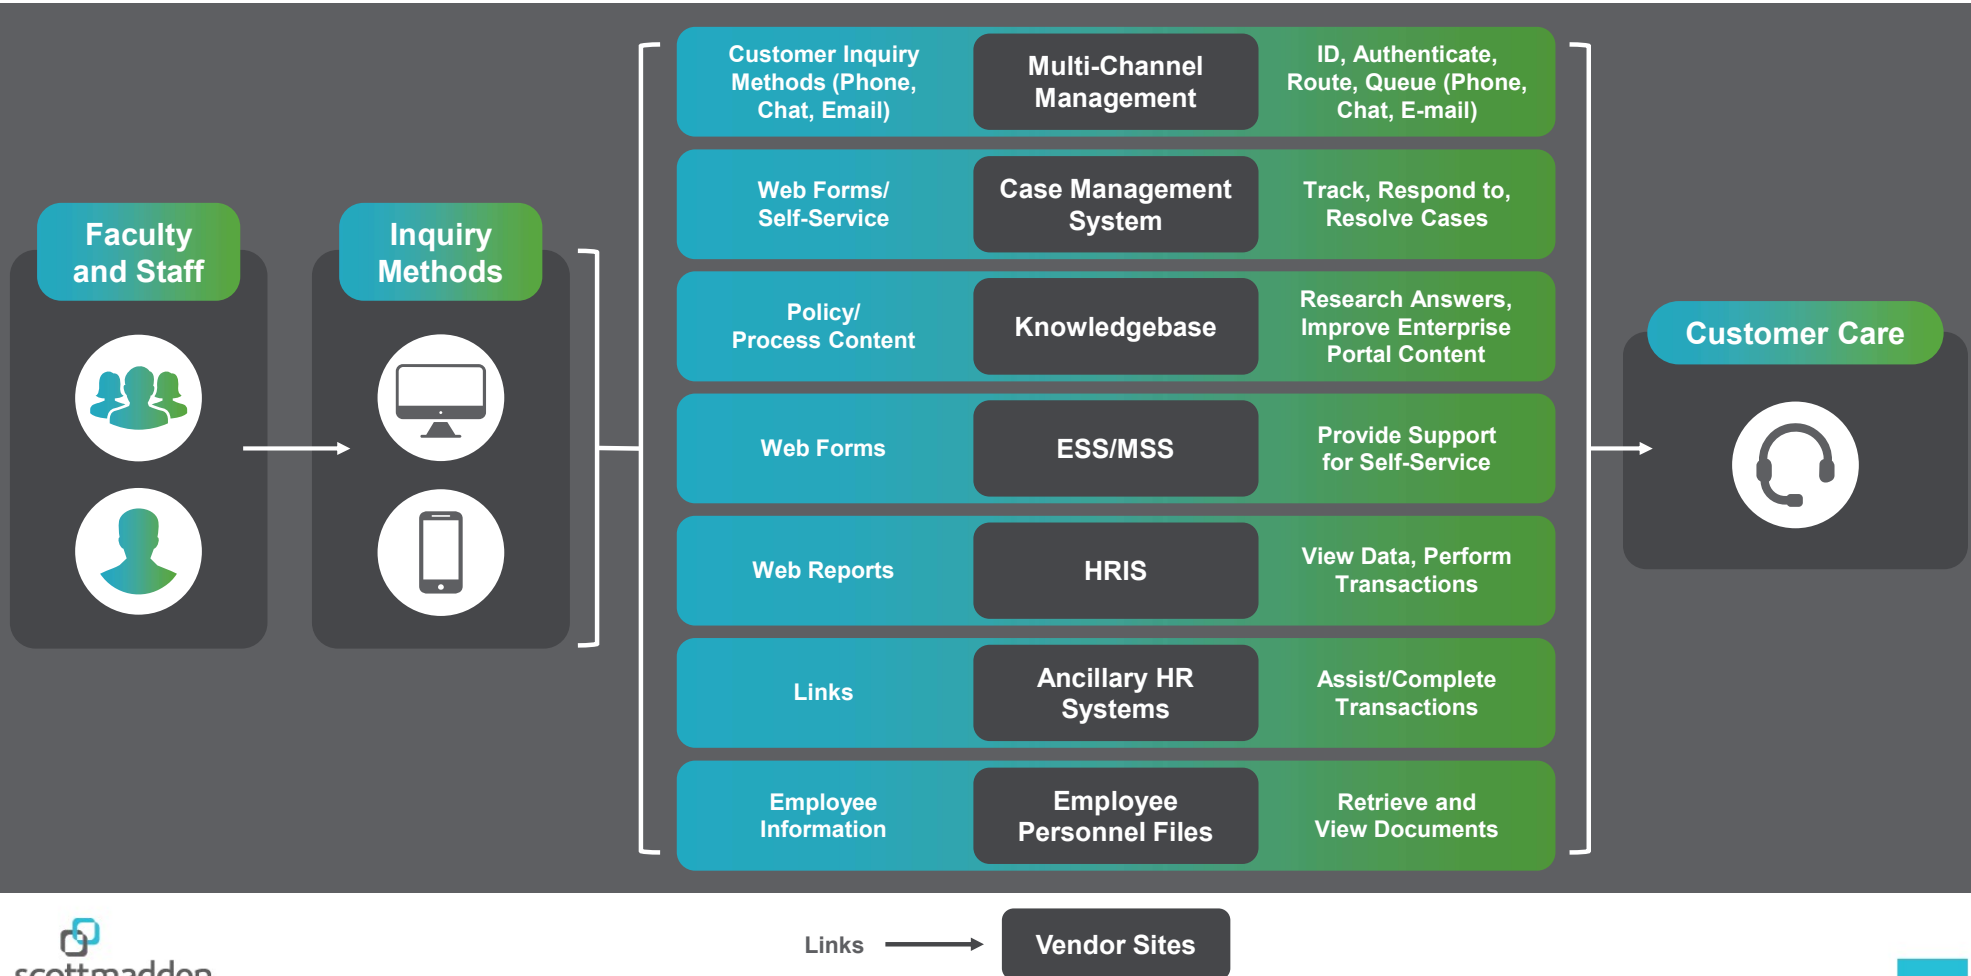 Faculty
and Staff
Inquiry
Methods
Customer Inquiry
Methods (Phone,
Chat, Email)
Multi-Channel
Management
ID, Authenticate,
Route, Queue (Phone,
Chat, E-mail)
Web Forms/
Self-Service
Case Management
System
Track, Respond to,
Resolve Cases
Policy/
Process Content
Knowledgebase
Research Answers,
Improve Enterprise
Portal Content
Web Forms
ESS/MSS
Provide Support
for Self-Service
Web Reports
HRIS
View Data, Perform
Transactions
Links
Ancillary HR
Systems
Assist/Complete
Transactions
Employee
Information
Employee
Personnel Files
Retrieve and
View Documents
Customer Care
scottmadden
Links
Vendor Sites